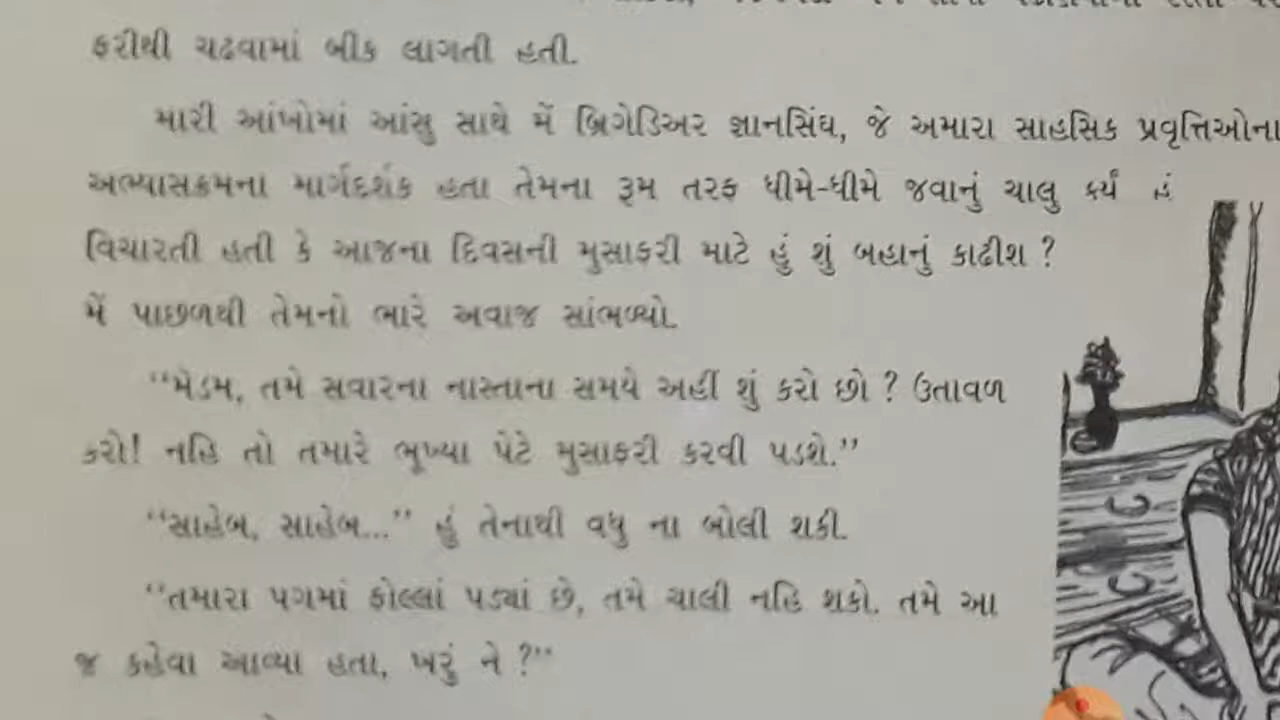 ફરીથી ચઢવામાં બીક લાગતી હતી.
મારી આંખોમાં આંસુ સાથે મેં બ્રિગેડિઅર જ્ઞાનસિંઘ, જે અમારા સાહસિક પ્રવૃત્તિઓના
અભ્યાસક્રમના માર્ગદર્શક હતા તેમના રૂમ તરફ ધીમે-ધીમે જવાનું ચાલુ કર્યું હું
વિચારતી હતી કે આજના દિવસની મુસાફરી માટે હું શું બહાનું કાઢીશ ?
મેં પાછળથી તેમનો ભારે અવાજ સાંભળ્યો.
“મેડમ, તમે સવારના નાસ્તાના સમયે અહીં શું કરો છો ? ઉતાવળ
કરો! નહિ તો તમારે ભૂખ્યા પેટે મુસાફરી કરવી પડશે.”
“સાહેબ, સાહેબ...” હું તેનાથી વધુ ના બોલી શકી.
“તમારા પગમાં ફોલ્લાં પડ્યાં છે, તમે ચાલી નહિ શકો. તમે આ
જ કહેવા આવ્યા હતા, ખરું ને ?”